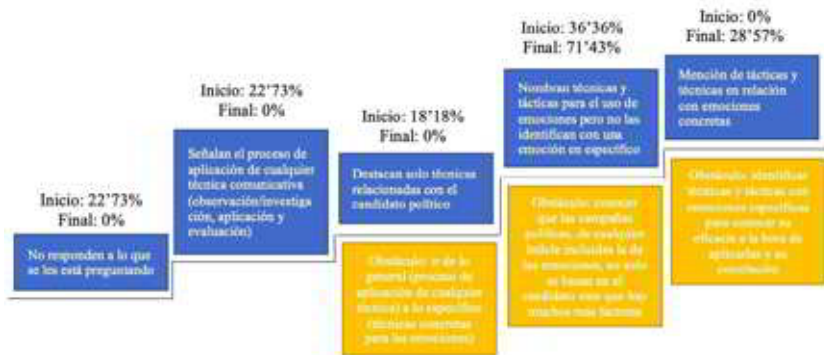 Inicio: 22'73%
Final: 0%
No responden a lo que
se les está preguntando
Inicio: 22'73%
Final: 0%
Señalan el proceso de
aplicación de cualquier
técnica comunicativa
(observación/investiga
ción, aplicación y
evaluación)
Inicio: 18'18%
Final: 0%
Destacan solo técnicas
relacionadas con el
candidato político
Obstáculo: ir de lo
general (proceso de
aplicación de cualquier
técnica) a lo específico
(técnicas concretas
para las emociones)
Inicio: 36'36%
Final: 71'43%
Nombran técnicas y
tácticas para el uso de
emociones pero no las
identifican con una
emoción en específico
Obstáculo: conocer
que las campañas
políticas, de cualquier
índole incluidas la de
las emociones, no solo
se basan en el
candidato sino que hay
muchos más factores
Inicio: 0%
Final: 28'57%
Mención de tácticas y
técnicas en relación
con emociones
concretas
Obstáculo: identificar
técnicas y tácticas con
emociones específicas
para conocer su
eficacia a la hora de
aplicarlas y su